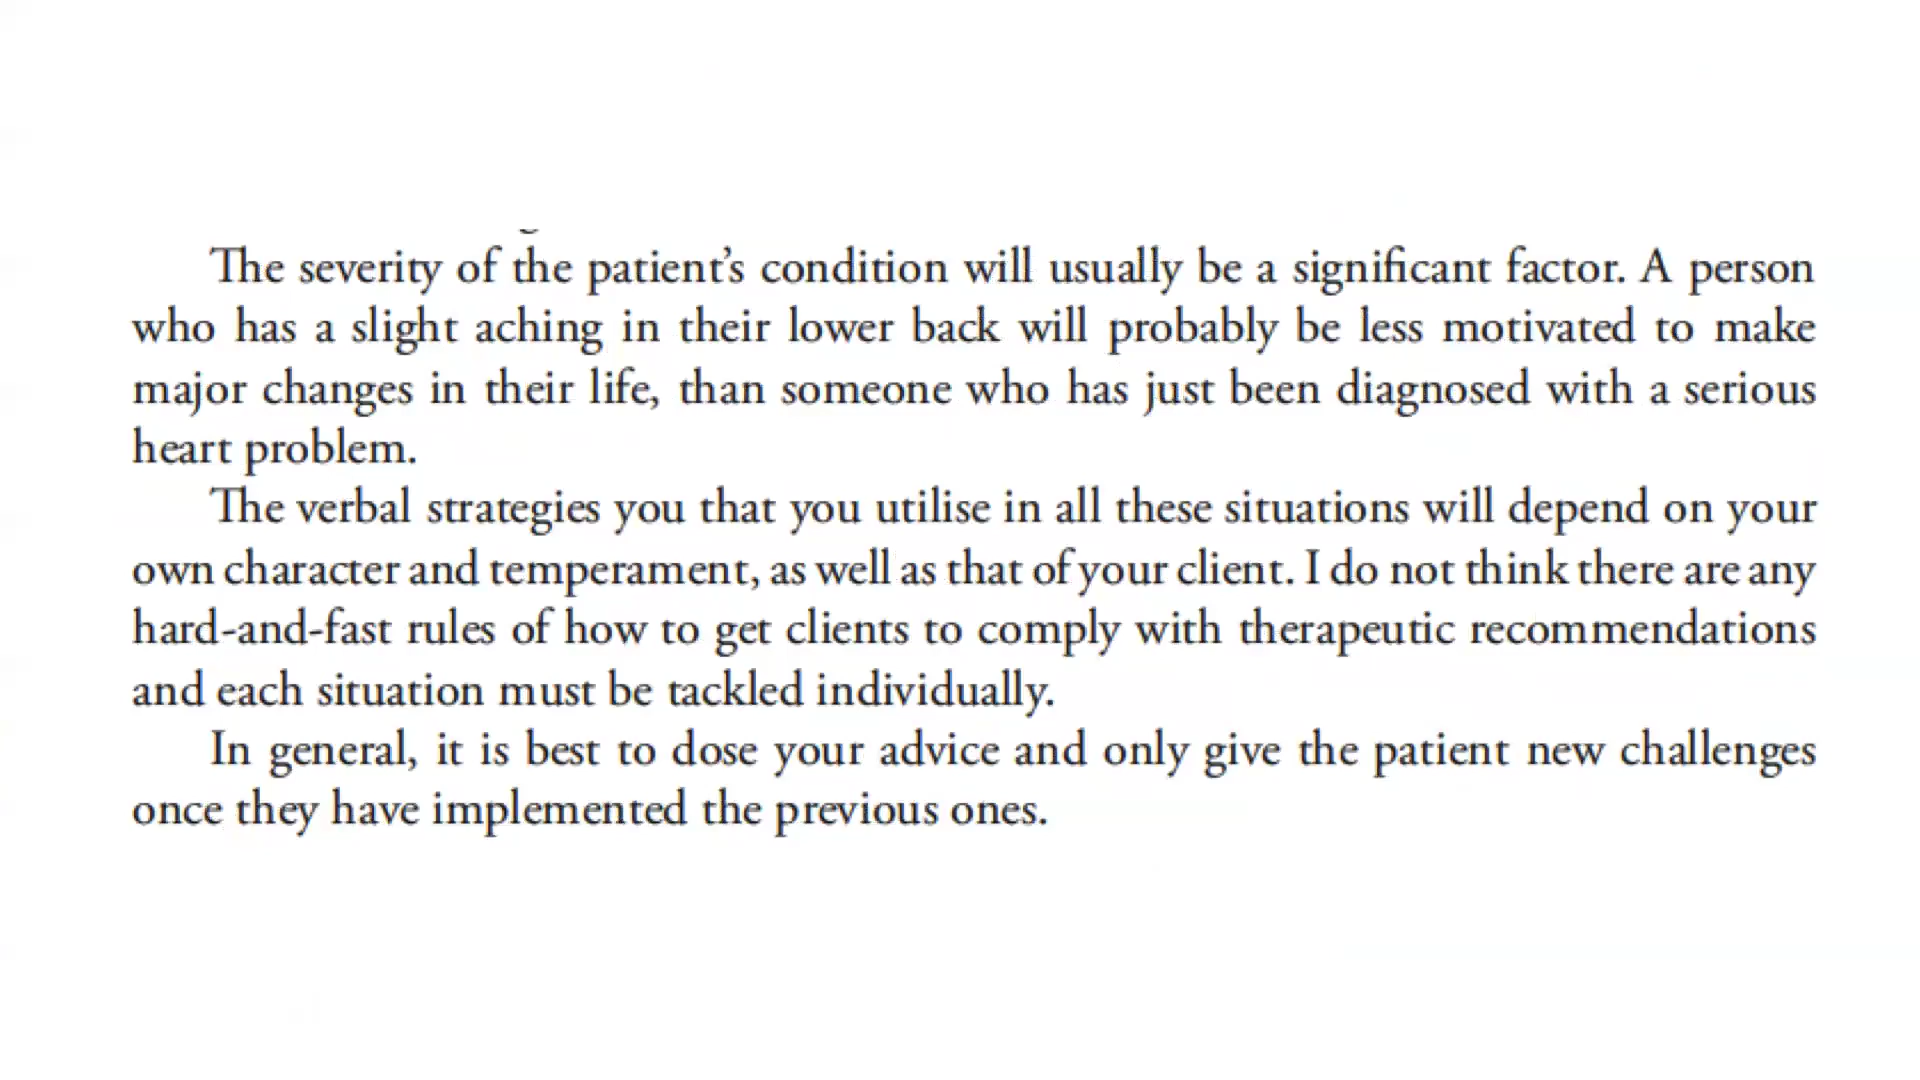 The severity of the patient’s condition will usually be a significant factor. A person
who has a slight aching in their lower back will probably be less motivated to make
major changes in their life, than someone who has just been diagnosed with a serious
heart problem.
The verbal strategies you that you utilise in all these situations will depend on your
own character and temperament, as well as that of your client. I do not think there are any
hard-and-fast rules of how to get clients to comply with therapeutic recommendations
and each situation must be tackled individually.
In general, it is best to dose your advice and only give the patient new challenges
once they have implemented the previous ones.